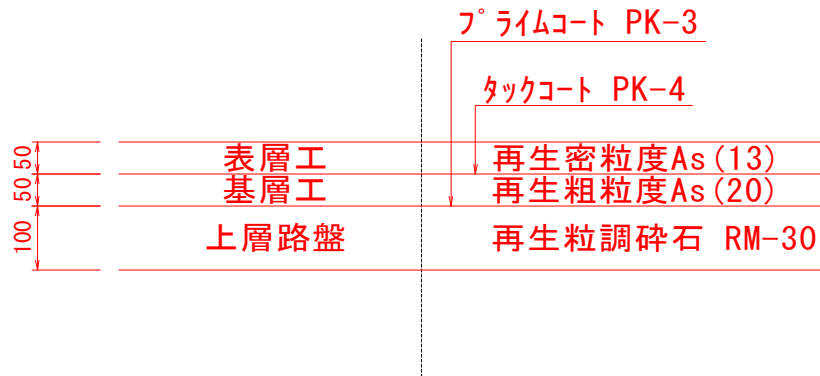 プライムコート PK-3
タックコート PK-4
50 表層工 再生密粒度As(13)
50 基層工 再生粗粒度As(20)
100 上層路盤 再生粒調砕石 RM-30